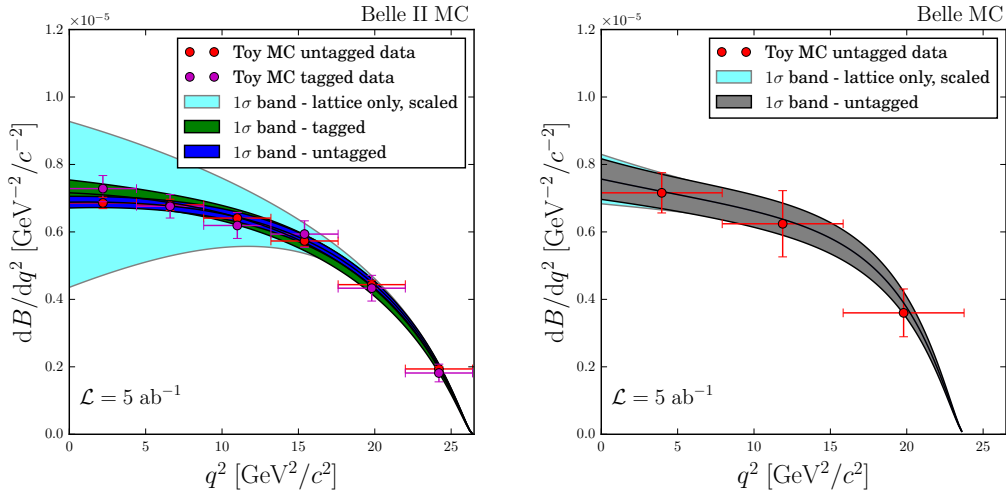 Belle II MC
×10⁻⁵
1.2
1.0
0.8
0.6
0.4
0.2
0.0
dB/dq² [GeV⁻²/c⁻²]
Toy MC untagged data
Toy MC tagged data
1σ band - lattice only, scaled
1σ band - tagged
1σ band - untagged
ℒ = 5 ab⁻¹
0 5 10 15 20 25
q² [GeV²/c²]
Belle MC
×10⁻⁵
1.2
1.0
0.8
0.6
0.4
0.2
0.0
dB/dq² [GeV⁻²/c⁻²]
Toy MC untagged data
1σ band - lattice only, scaled
1σ band - untagged
ℒ = 5 ab⁻¹
0 5 10 15 20 25
q² [GeV²/c²]